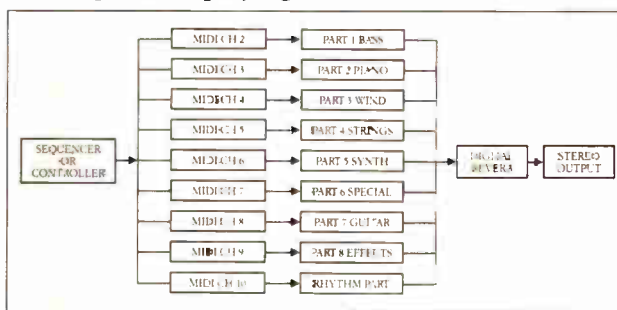 MIDI CH 2
PART 1 BASS
MIDI CH 3
PART 2 PIANO
MIDI CH 4
PART 3 WIND
MIDI CH 5
PART 4 STRINGS
SEQUENCER
OR
CONTROLLER
MIDI CH 6
PART 5 SYNTH
DIGITAL
REVERB
STEREO
OUTPUT
MIDI CH 7
PART 6 SPECIAL
MIDI CH 8
PART 7 GUITAR
MIDI CH 9
PART 8 EFFECTS
MIDI CH 10
RHYTHM PART